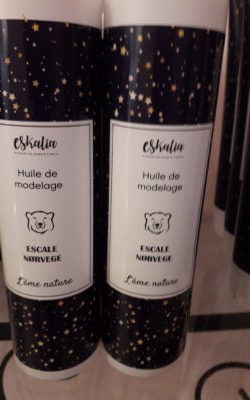 eskalia
Huile de
modelage
ESCALE
NORVEGE
L'âme nature
eskalia
Huile de
modelage
ESCALE
NORVEGE
L'âme nature